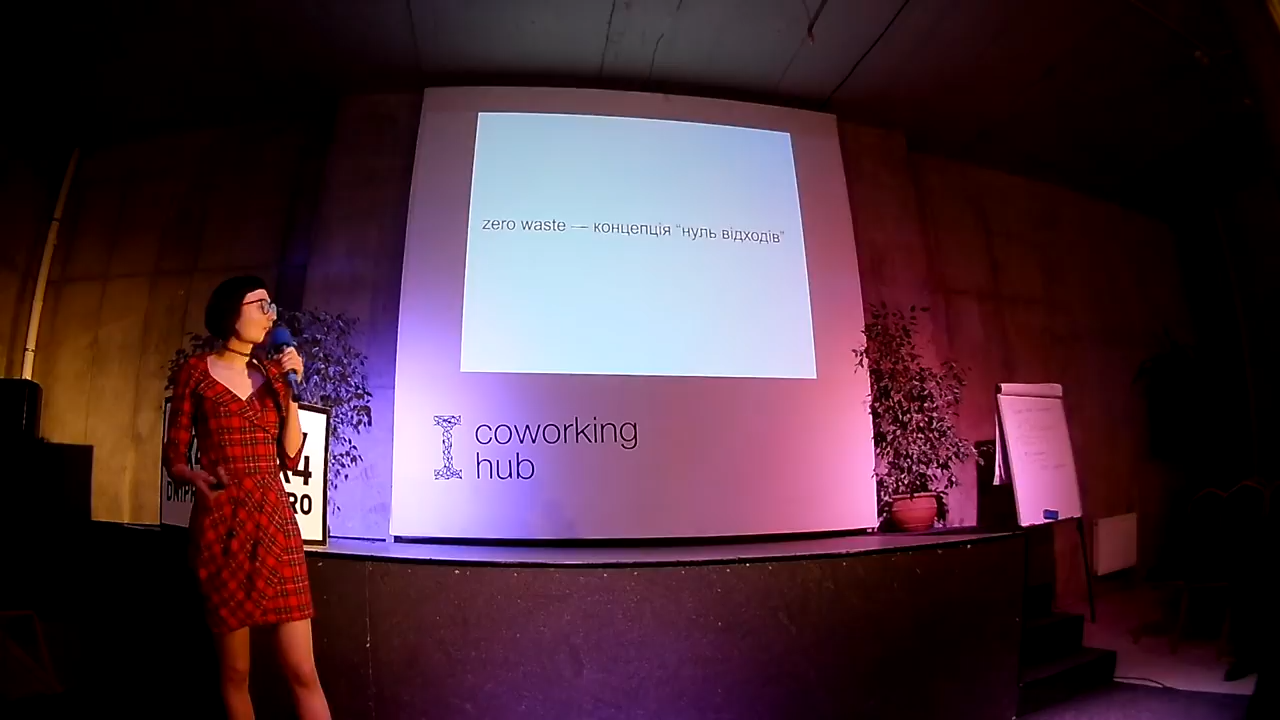 zero waste — концепція “нуль відходів”
coworking
hub